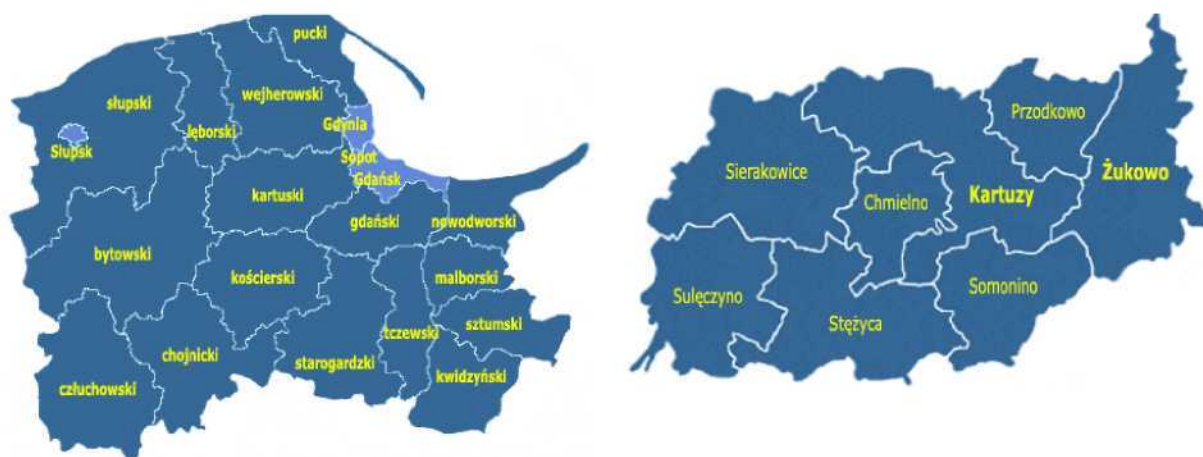 pucki
wejherowski
słupski
Gdynia
lęborski
Słupsk
Sopot
Gdańsk
kartuski
gdański
nowodworski
bytowski
kościerski
malborski
sztumski
tczewski
chojnicki
starogardzki
kwidzyński
człuchowski
Przodkowo
Sierakowice
Żukowo
Kartuzy
Chmielno
Somonino
Sulęczyno
Stężyca